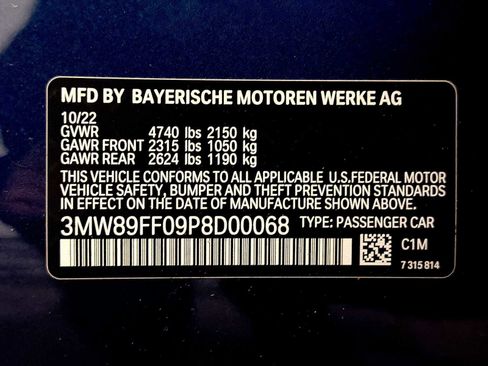 MFD BY BAYERISCHE MOTOREN WERKE AG
10/22
GVWR 4740 lbs 2150 kg
GAWR FRONT 2315 lbs 1050 kg
GAWR REAR 2624 lbs 1190 kg
THIS VEHICLE CONFORMS TO ALL APPLICABLE U.S.FEDERAL MOTOR
VEHICLE SAFETY, BUMPER AND THEFT PREVENTION STANDARDS
IN EFFECT ON THE DATE OF MANUFACTURE SHOWN ABOVE.
3MW89FF09P8D00068 TYPE: PASSENGER CAR
C1M
7 315 814